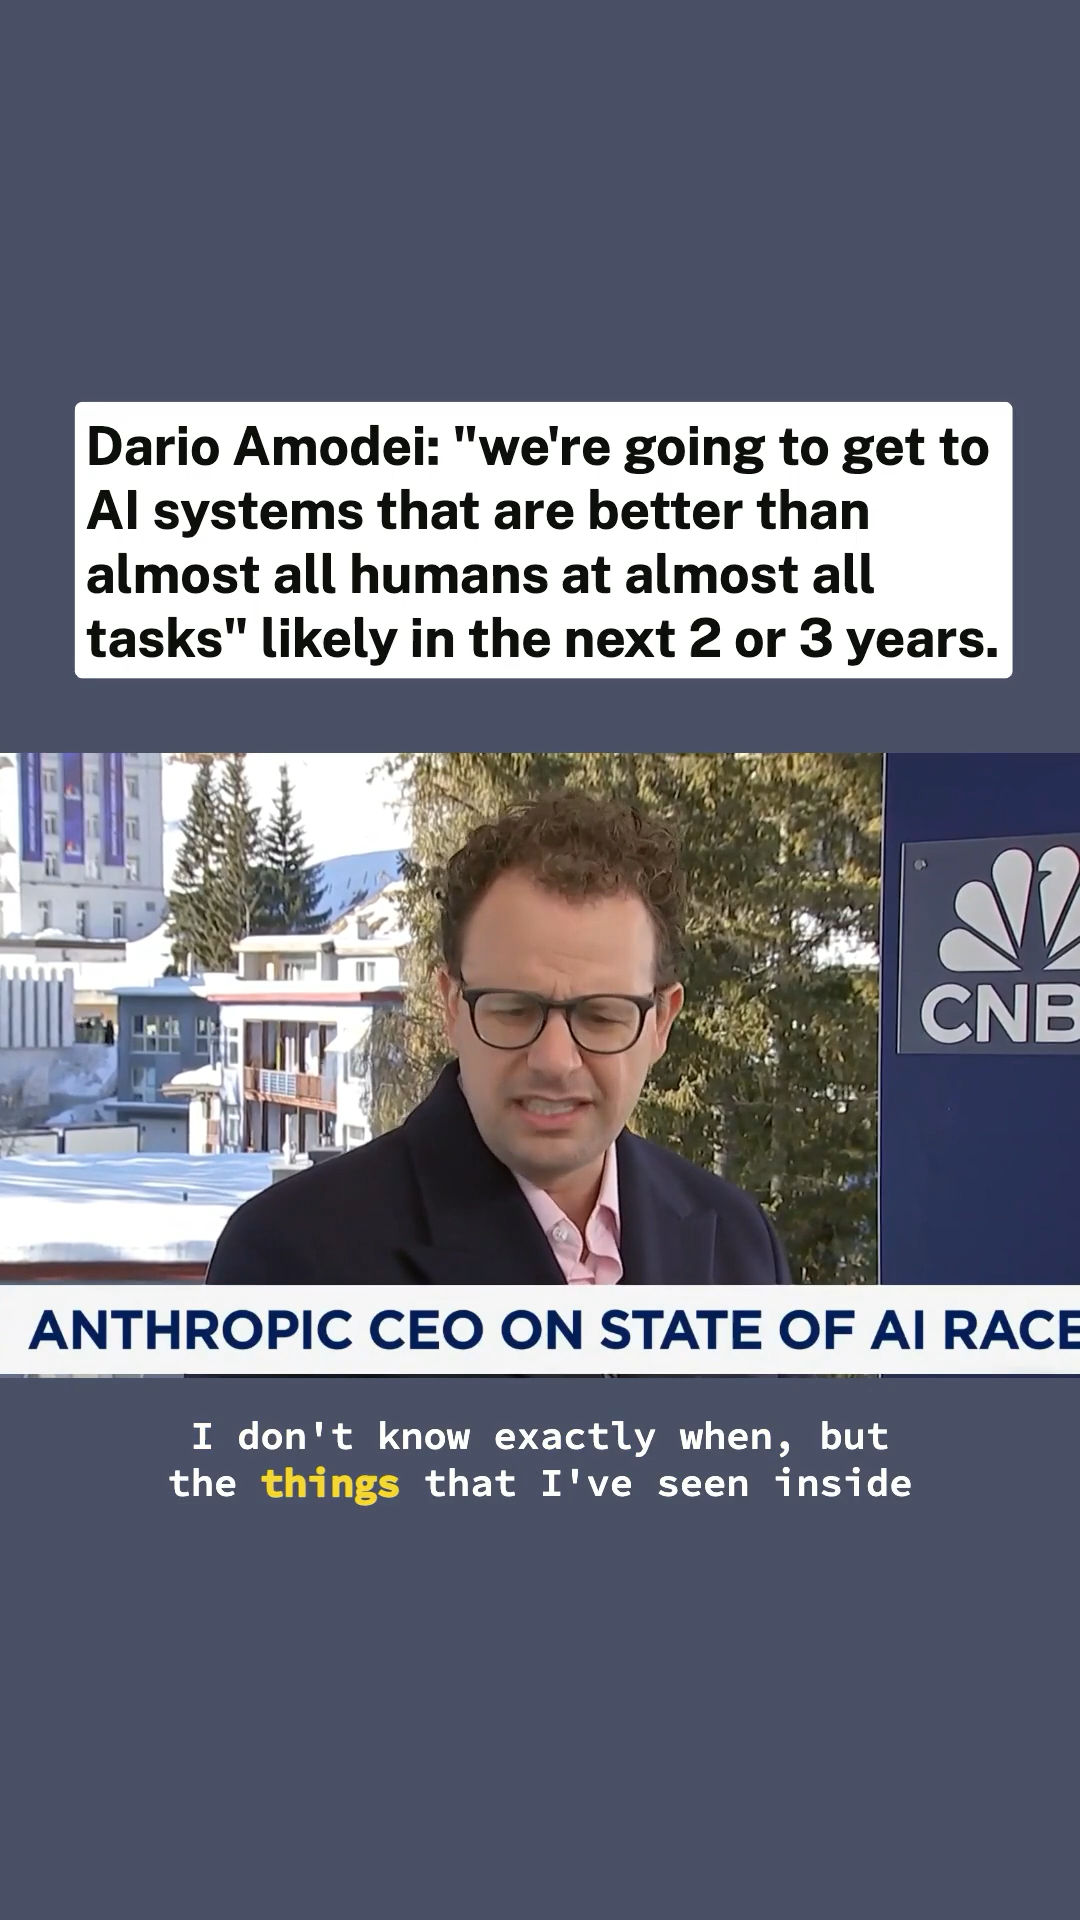 Dario Amodei: "we're going to get to
AI systems that are better than
almost all humans at almost all
tasks" likely in the next 2 or 3 years.
CNB
ANTHROPIC CEO ON STATE OF AI RACE
I don't know exactly when, but
the things that I've seen inside